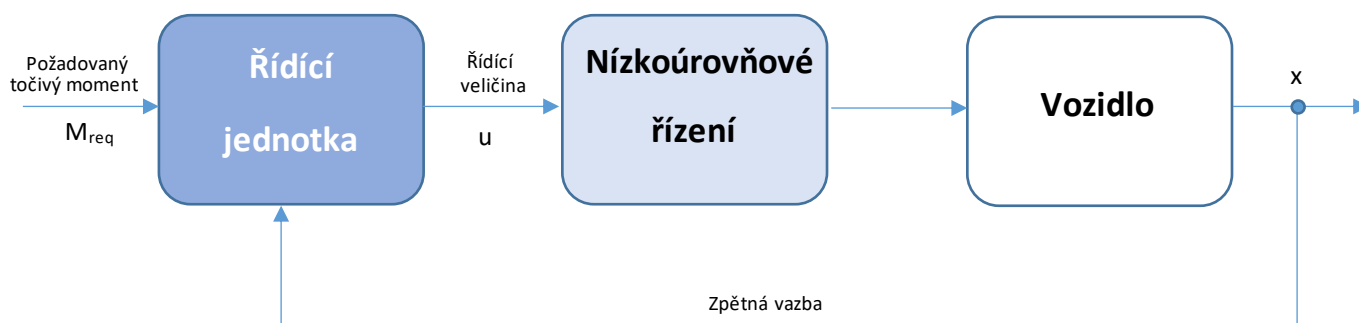 Požadovaný
točivý moment
Mreq
Řídící
jednotka
Řídící
veličina
u
Nízkoúrovňové
řízení
Vozidlo
x
Zpětná vazba